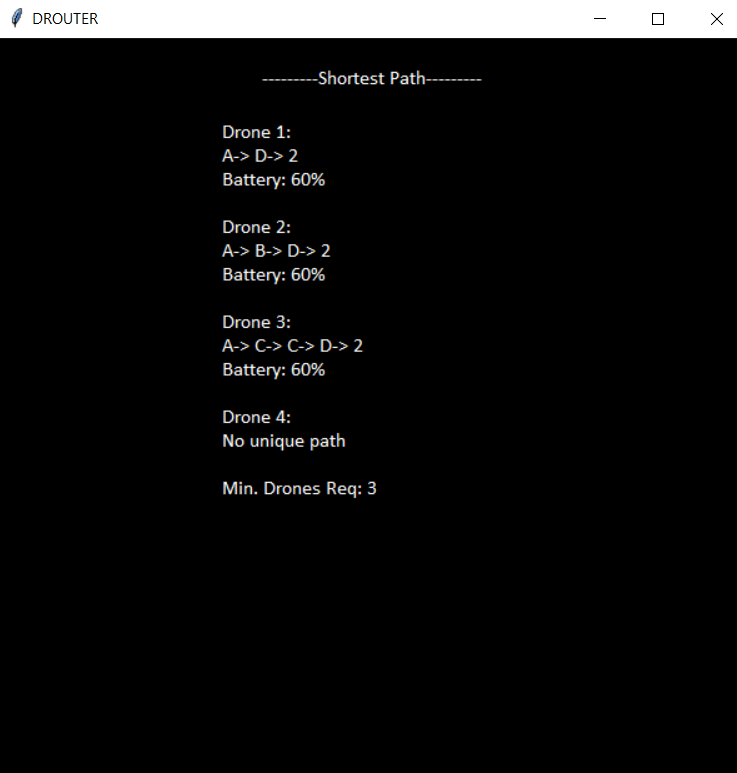 DROUTER
---------Shortest Path---------
Drone 1:
A-> D-> 2
Battery: 60%
Drone 2:
A-> B-> D-> 2
Battery: 60%
Drone 3:
A-> C-> C-> D-> 2
Battery: 60%
Drone 4:
No unique path
Min. Drones Req: 3